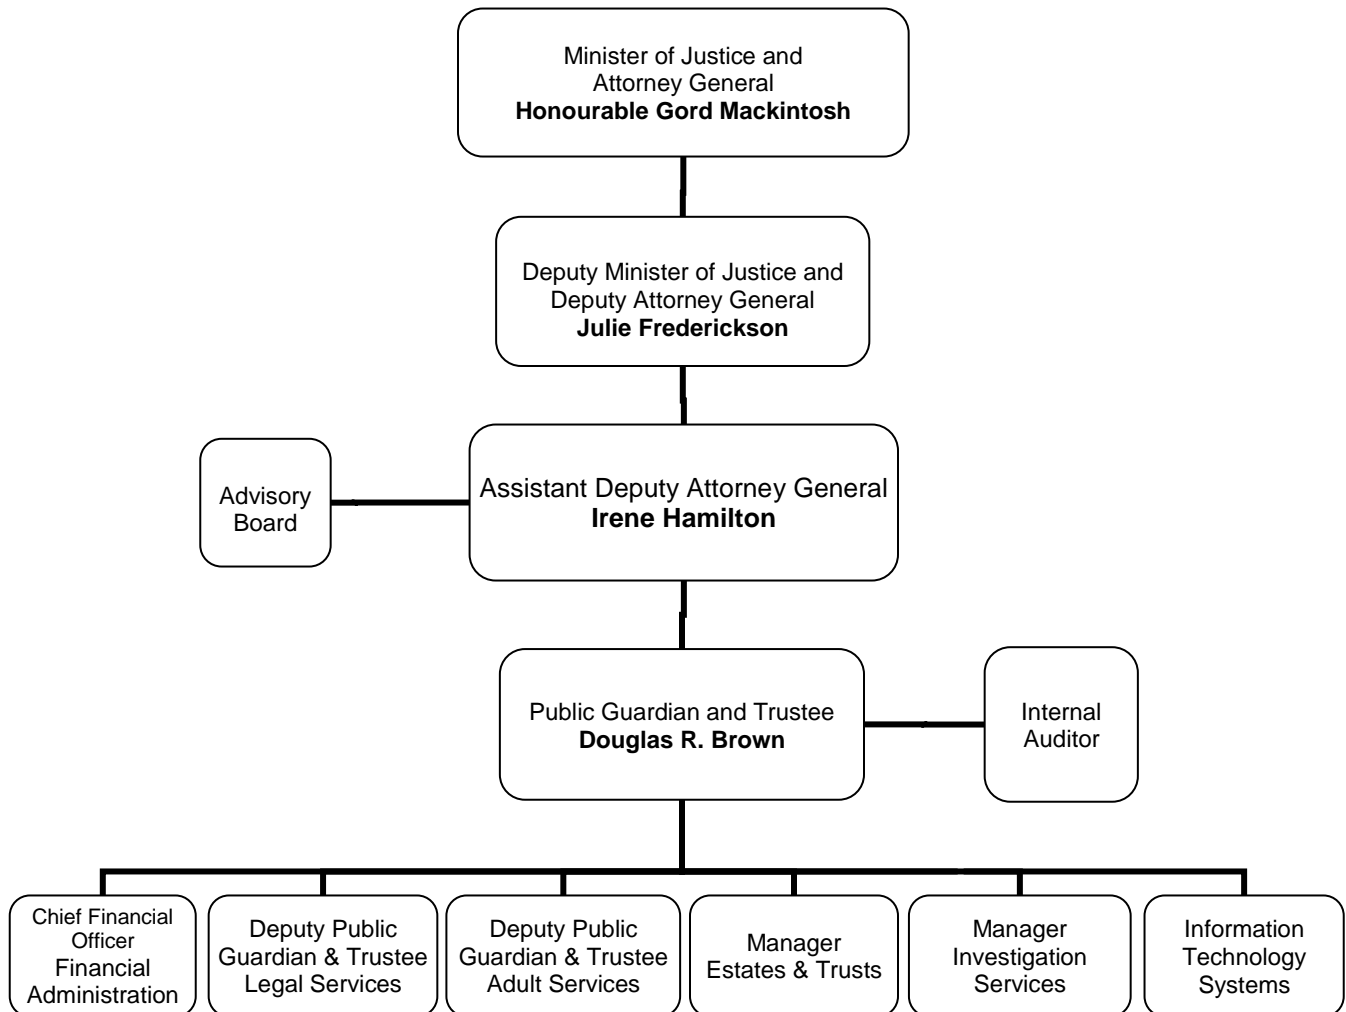 Minister of Justice and
Attorney General
Honourable Gord Mackintosh
Deputy Minister of Justice and
Deputy Attorney General
Julie Frederickson
Advisory
Board
Assistant Deputy Attorney General
Irene Hamilton
Public Guardian and Trustee
Douglas R. Brown
Internal
Auditor
Chief Financial
Officer
Financial
Administration
Deputy Public
Guardian & Trustee
Legal Services
Deputy Public
Guardian & Trustee
Adult Services
Manager
Estates & Trusts
Manager
Investigation
Services
Information
Technology
Systems